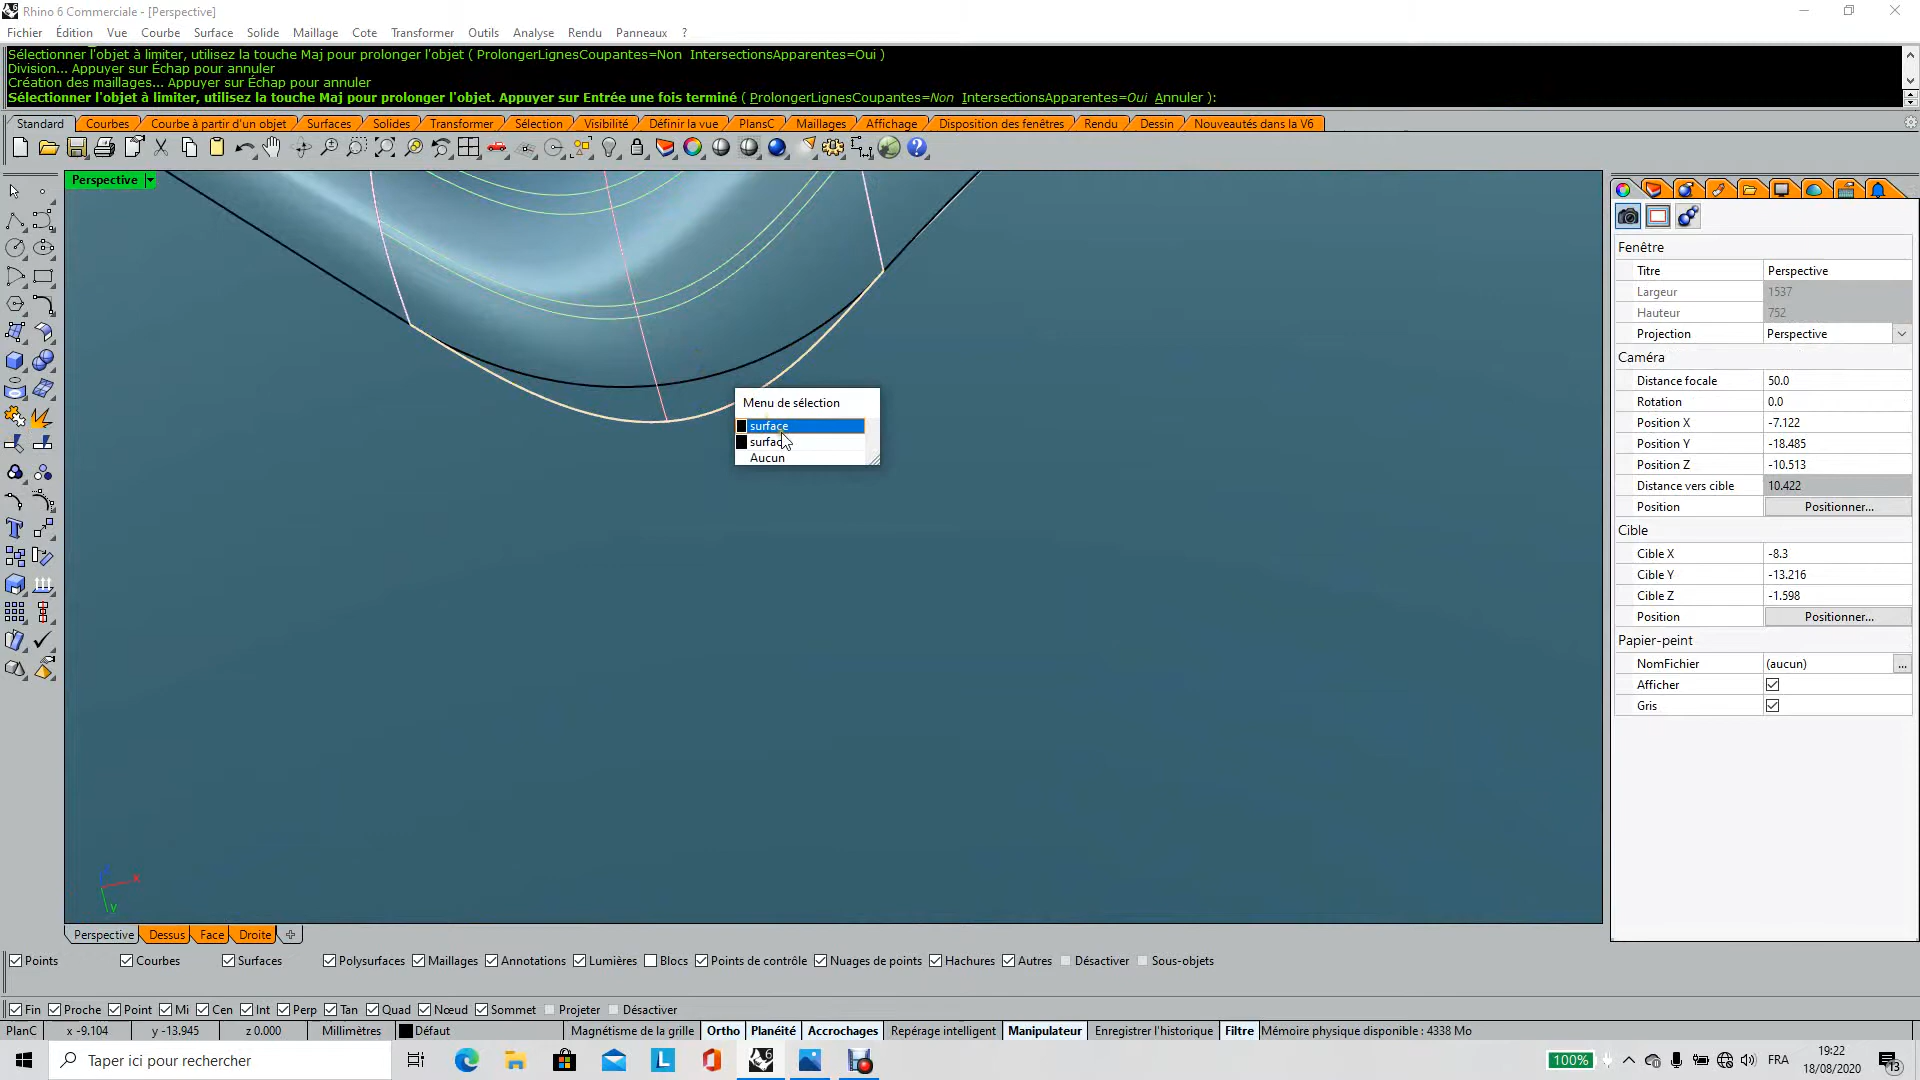 Rhino 6 Commerciale - [Perspective]
Fichier Édition Vue Courbe Surface Solide Maillage Cote Transformer Outils Analyse Rendu Panneaux ?
Sélectionner l'objet à limiter, utilisez la touche Maj pour prolonger l'objet ( ProlongerLignesCoupantes=Non IntersectionsApparentes=Oui )
Division... Appuyer sur Échap pour annuler
Création des maillages... Appuyer sur Échap pour annuler
Sélectionner l'objet à limiter, utilisez la touche Maj pour prolonger l'objet. Appuyer sur Entrée une fois terminé ( ProlongerLignesCoupantes=Non IntersectionsApparentes=Oui Annuler ):
Standard Courbes Courbe à partir d'un objet Surfaces Solides Transformer Sélection Visibilité Définir la vue PlansC Maillages Affichage Disposition des fenêtres Rendu Dessin Nouveautés dans la V6
Perspective
Fenêtre
Titre Perspective
Largeur 1537
Hauteur 752
Projection Perspective
Caméra
Distance focale 50.0
Rotation 0.0
Position X -7.122
Position Y -18.485
Position Z -10.513
Distance vers cible 10.422
Position Positionner...
Cible
Cible X -8.3
Cible Y -13.216
Cible Z -1.598
Position Positionner...
Papier-peint
NomFichier (aucun) ...
Afficher
Gris
Menu de sélection
surface
surface
Aucun
x
y
Perspective Dessus Face Droite
Points Courbes Surfaces Polysurfaces Maillages Annotations Lumières Blocs Points de contrôle Nuages de points Hachures Autres Désactiver Sous-objets
Fin Proche Point Mi Cen Int Perp Tan Quad Nœud Sommet Projeter Désactiver
PlanC x -9.104 y -13.945 z 0.000 Millimètres Défaut Magnétisme de la grille Ortho Planéité Accrochages Repérage intelligent Manipulateur Enregistrer l'historique Filtre Mémoire physique disponible : 4338 Mo
Taper ici pour rechercher 100% FRA 19:22
18/08/2020 13